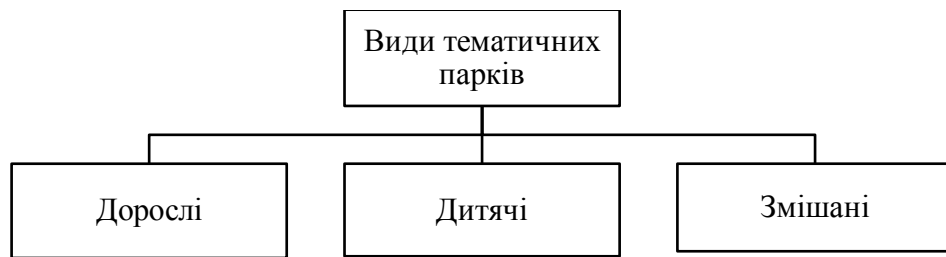 Види тематичних
парків
Дорослі
Дитячі
Змішані